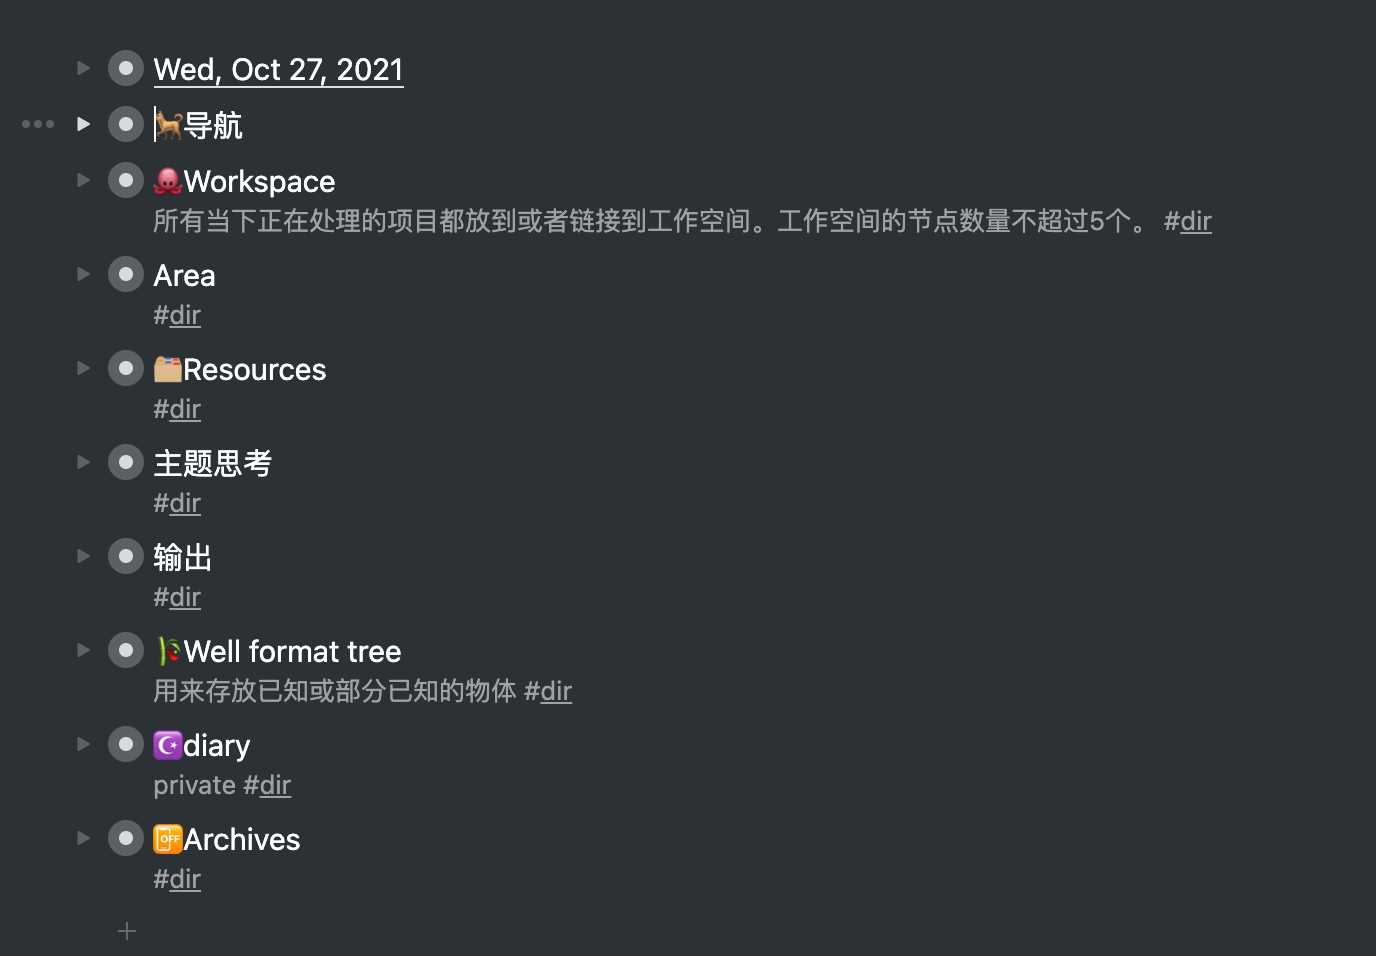 Wed, Oct 27, 2021
🐕导航
🐙Workspace
所有当下正在处理的项目都放到或者链接到工作空间。工作空间的节点数量不超过5个。 #dir
Area
#dir
🗂️Resources
#dir
主题思考
#dir
输出
#dir
🎋Well format tree
用来存放已知或部分已知的物体 #dir
☪️diary
private #dir
📴Archives
#dir